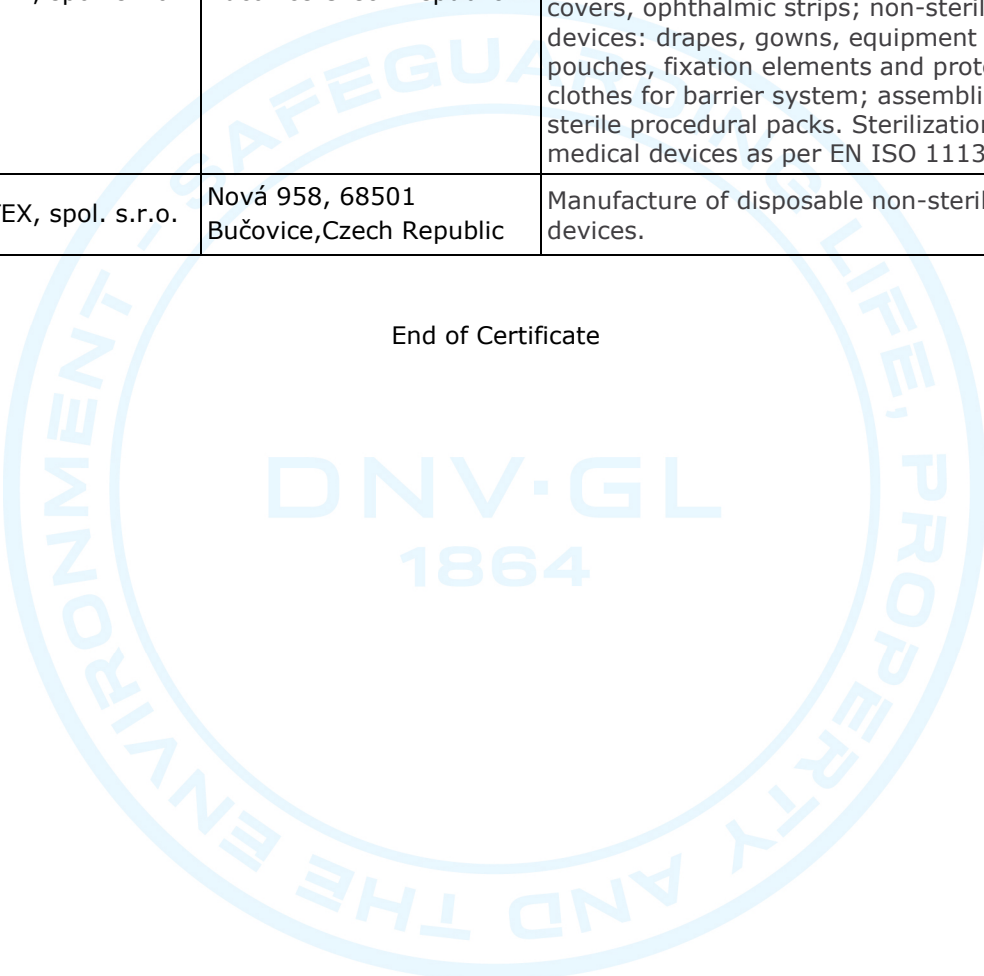 covers, ophthalmic strips; non-steril
devices: drapes, gowns, equipment
pouches, fixation elements and prote
clothes for barrier system; assembli
sterile procedural packs. Sterilization
medical devices as per EN ISO 1113
EX, spol. s.r.o.
Nová 958, 68501
Bučovice,Czech Republic
Manufacture of disposable non-steril
devices.
End of Certificate
SAFEGUARDING LIFE, PROPERTY AND THE ENVIRONMENT -
DNV·GL
1864